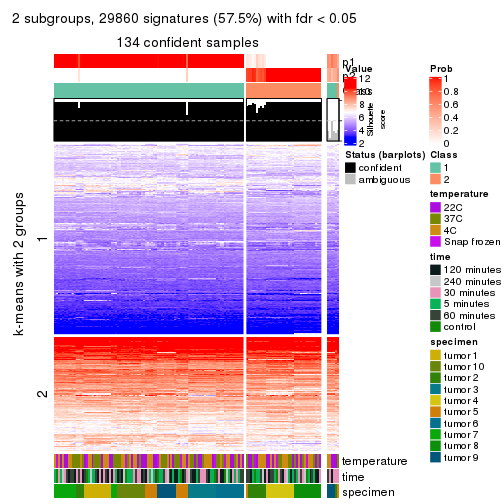 2 subgroups, 29860 signatures (57.5%) with fdr < 0.05
134 confident samples
p1
p2
Class
Silhouette
score
k-means with 2 groups
1
2
temperature
time
specimen
Value
12
10
8
6
4
2
Status (barplots)
confident
ambiguous
Prob
1
0.8
0.6
0.4
0.2
0
Class
1
2
temperature
22C
37C
4C
Snap frozen
time
120 minutes
240 minutes
30 minutes
5 minutes
60 minutes
control
specimen
tumor 1
tumor 10
tumor 2
tumor 3
tumor 4
tumor 5
tumor 6
tumor 7
tumor 8
tumor 9